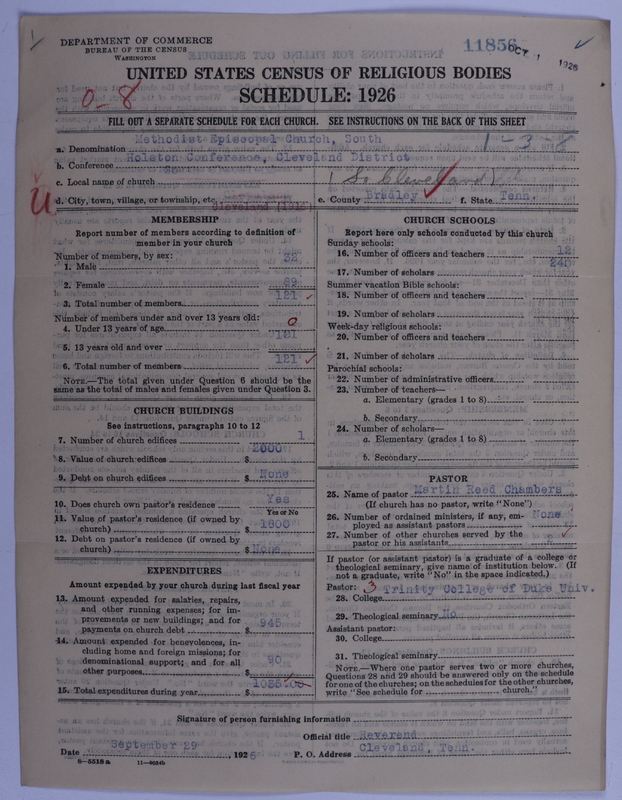 DEPARTMENT OF COMMERCE
BUREAU OF THE CENSUS
WASHINGTON
11856
OCT 1 1926
UNITED STATES CENSUS OF RELIGIOUS BODIES
SCHEDULE: 1926
0-8
FILL OUT A SEPARATE SCHEDULE FOR EACH CHURCH. SEE INSTRUCTIONS ON THE BACK OF THIS SHEET
a. Denomination Methodist Episcopal Church, South
1-3-
b. Conference Holston Conference, Cleveland District
c. Local name of church So. Cleveland
d. City, town, village, or township, etc. Cleveland
e. County Bradley f. State Tenn.
MEMBERSHIP
Report number of members according to definition of
member in your church
Number of members, by sex:
1. Male 32
2. Female 89
3. Total number of members 121
Number of members under and over 13 years old:
4. Under 13 years of age 0
5. 13 years old and over 121
6. Total number of members 121
NOTE.—The total given under Question 6 should be the
same as the total of males and females given under Question 3.
CHURCH BUILDINGS
See instructions, paragraphs 10 to 12
7. Number of church edifices 1
8. Value of church edifices $ 2000
9. Debt on church edifices $ None
10. Does church own pastor's residence Yes
Yes or No
11. Value of pastor's residence (if owned by
church) $ 1800
12. Debt on pastor's residence (if owned by
church) $ None
EXPENDITURES
Amount expended by your church during last fiscal year
13. Amount expended for salaries, repairs,
and other running expenses; for im-
provements or new buildings; and for
payments on church debt $ 945
14. Amount expended for benevolences, in-
cluding home and foreign missions; for
denominational support; and for all
other purposes $ 90
15. Total expenditures during year $ 1035.00
CHURCH SCHOOLS
Report here only schools conducted by this church
Sunday schools:
16. Number of officers and teachers 12
17. Number of scholars 245
Summer vacation Bible schools:
18. Number of officers and teachers
19. Number of scholars
Week-day religious schools:
20. Number of officers and teachers
21. Number of scholars
Parochial schools:
22. Number of administrative officers
23. Number of teachers—
a. Elementary (grades 1 to 8)
b. Secondary
24. Number of scholars—
a. Elementary (grades 1 to 8)
b. Secondary
PASTOR
25. Name of pastor Martin Reed Chambers
(If church has no pastor, write "None")
26. Number of ordained ministers, if any, em-
ployed as assistant pastors None
27. Number of other churches served by the
pastor or his assistants
If pastor (or assistant pastor) is a graduate of a college or
theological seminary, give name of institution below. (If
not a graduate, write "No" in the space indicated.)
Pastor: 3 Trinity College of Duke Univ.
28. College
29. Theological seminary No
Assistant pastor:
30. College
31. Theological seminary
NOTE.—Where one pastor serves two or more churches,
Questions 28 and 29 should be answered only on the schedule
for one of the churches; on the schedules for the other churches,
write "See schedule for church."
Signature of person furnishing information
Official title Reverend
Date September 29, 1926 P. O. Address Cleveland, Tenn.
8-5518a 11-9654b